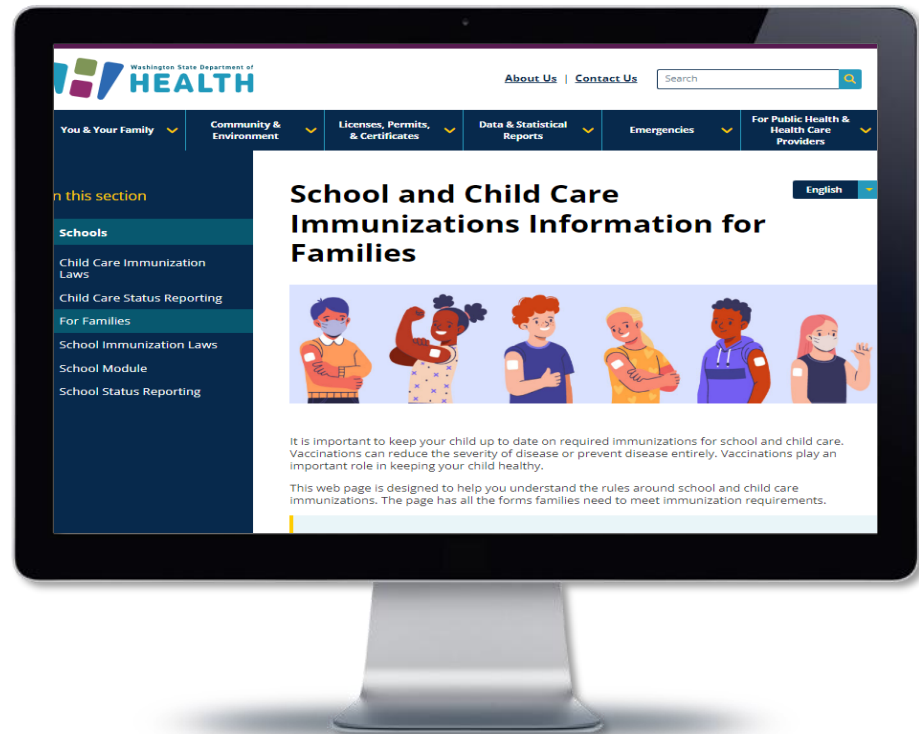 Washington State Department of
HEALTH
About Us | Contact Us
Search
You & Your Family
Community &
Environment
Licenses, Permits,
& Certificates
Data & Statistical
Reports
Emergencies
For Public Health &
Health Care
Providers
n this section
Schools
Child Care Immunization
Laws
Child Care Status Reporting
For Families
School Immunization Laws
School Module
School Status Reporting
School and Child Care
Immunizations Information for
Families
English
It is important to keep your child up to date on required immunizations for school and child care.
Vaccinations can reduce the severity of disease or prevent disease entirely. Vaccinations play an
important role in keeping your child healthy.
This web page is designed to help you understand the rules around school and child care
immunizations. The page has all the forms families need to meet immunization requirements.